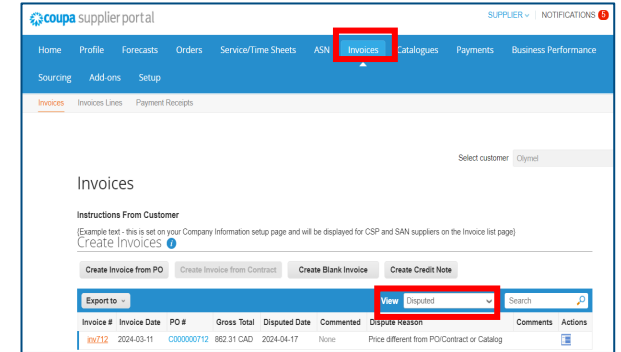 coupa supplier portal
SUPPLIER NOTIFICATIONS 5
Home Profile Forecasts Orders Service/Time Sheets ASN Invoices Catalogues Payments Business Performance
Sourcing Add-ons Setup
Invoices Invoices Lines Payment Receipts
Select customer Olymel
Invoices
Instructions From Customer
(Example text - this is set on your Company Information setup page and will be displayed for CSP and SAN suppliers on the Invoice list page)
Create Invoices i
Create Invoice from PO Create Invoice from Contract Create Blank Invoice Create Credit Note
Export to View Disputed Search
Invoice # Invoice Date PO # Gross Total Disputed Date Commented Dispute Reason Comments Actions
inv712 2024-03-11 C000000712 862.31 CAD 2024-04-17 None Price different from PO/Contract or Catalog